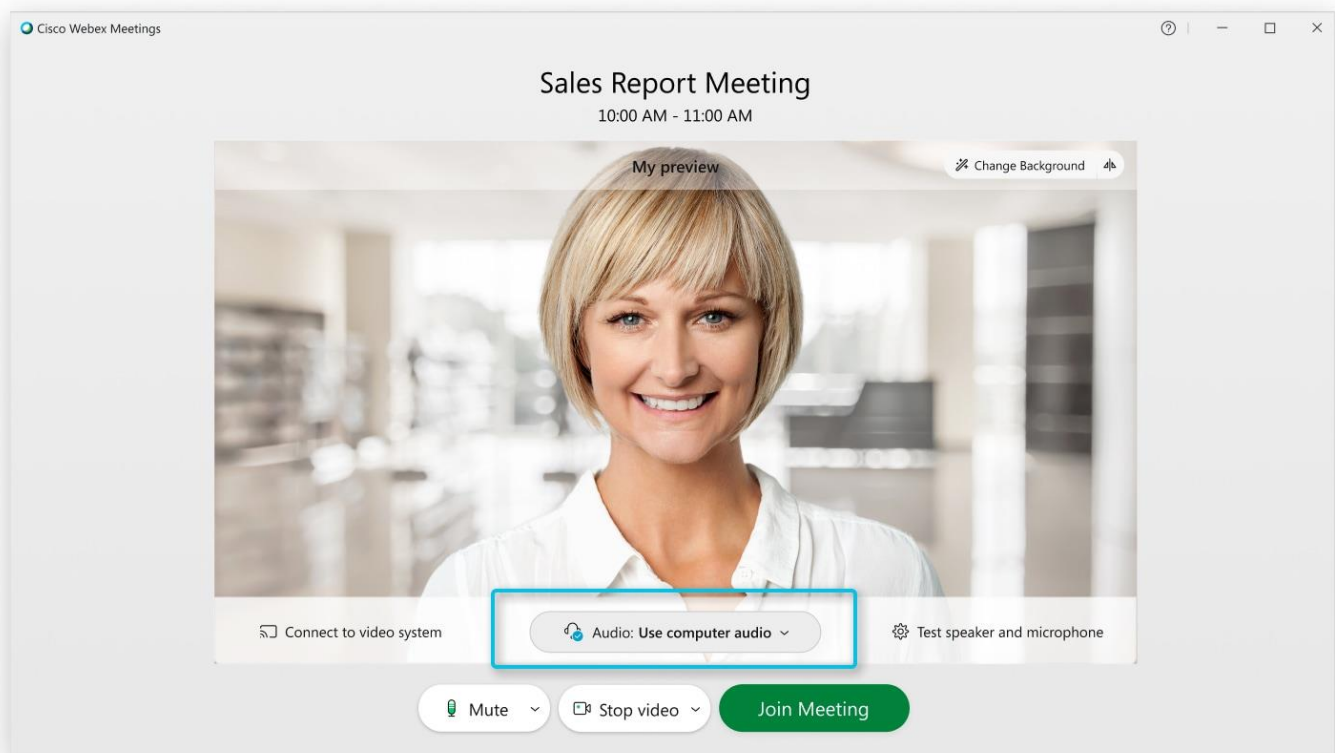 Cisco Webex Meetings
Sales Report Meeting
10:00 AM - 11:00 AM
My preview
Change Background
Connect to video system
Audio: Use computer audio
Test speaker and microphone
Mute
Stop video
Join Meeting